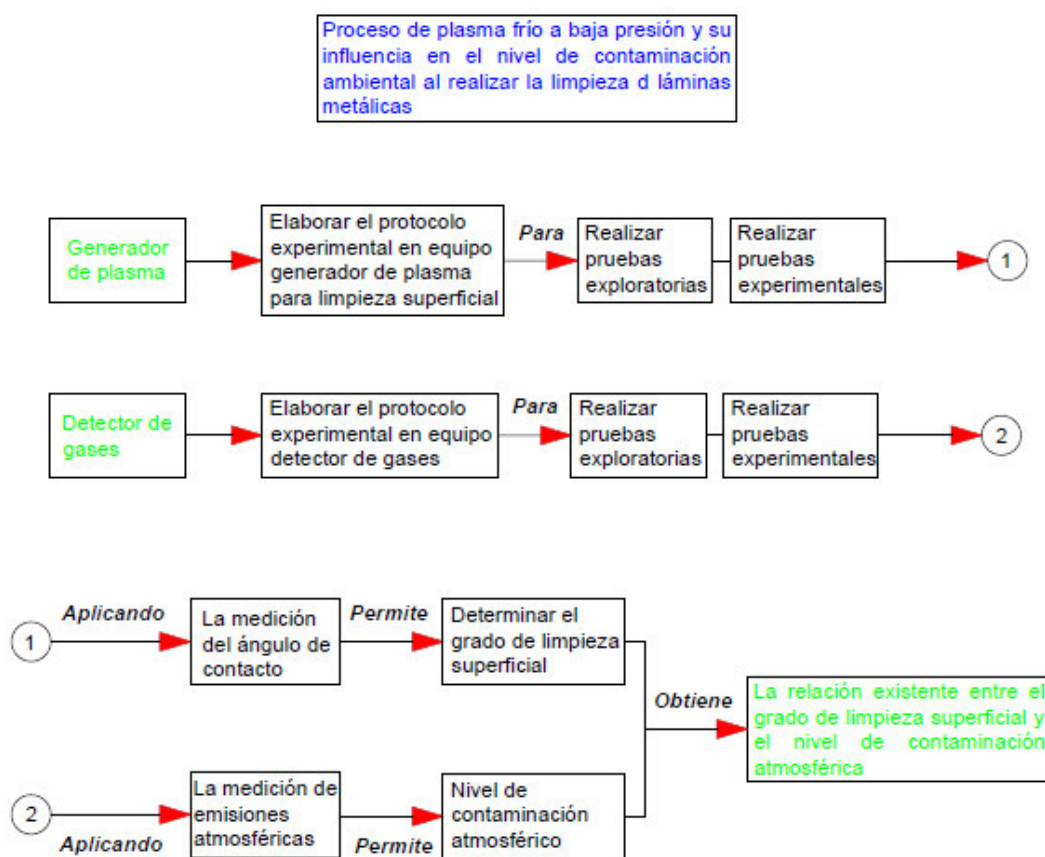 Proceso de plasma frío a baja presión y su
influencia en el nivel de contaminación
ambiental al realizar la limpieza d láminas
metálicas
Generador
de plasma
Elaborar el protocolo
experimental en equipo
generador de plasma
para limpieza superficial
Para
Realizar
pruebas
exploratorias
Realizar
pruebas
experimentales
1
Detector de
gases
Elaborar el protocolo
experimental en equipo
detector de gases
Para
Realizar
pruebas
exploratorias
Realizar
pruebas
experimentales
2
1
Aplicando
La medición
del ángulo de
contacto
Permite
Determinar el
grado de limpieza
superficial
2
Aplicando
La medición de
emisiones
atmosféricas
Permite
Nivel de
contaminación
atmosférico
Obtiene
La relación existente entre el
grado de limpieza superficial y
el nivel de contaminación
atmosférica